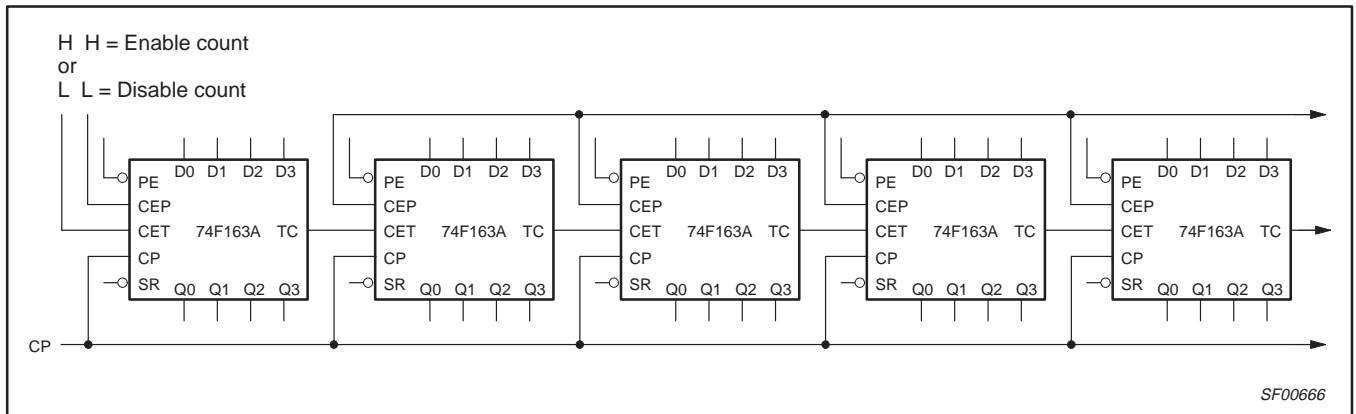 H H = Enable count
or
L L = Disable count
D0 D1 D2 D3
PE
CEP
CET 74F163A TC
CP
SR
Q0 Q1 Q2 Q3
D0 D1 D2 D3
PE
CEP
CET 74F163A TC
CP
SR
Q0 Q1 Q2 Q3
D0 D1 D2 D3
PE
CEP
CET 74F163A TC
CP
SR
Q0 Q1 Q2 Q3
D0 D1 D2 D3
PE
CEP
CET 74F163A TC
CP
SR
Q0 Q1 Q2 Q3
D0 D1 D2 D3
PE
CEP
CET 74F163A TC
CP
SR
Q0 Q1 Q2 Q3
CP
SF00666